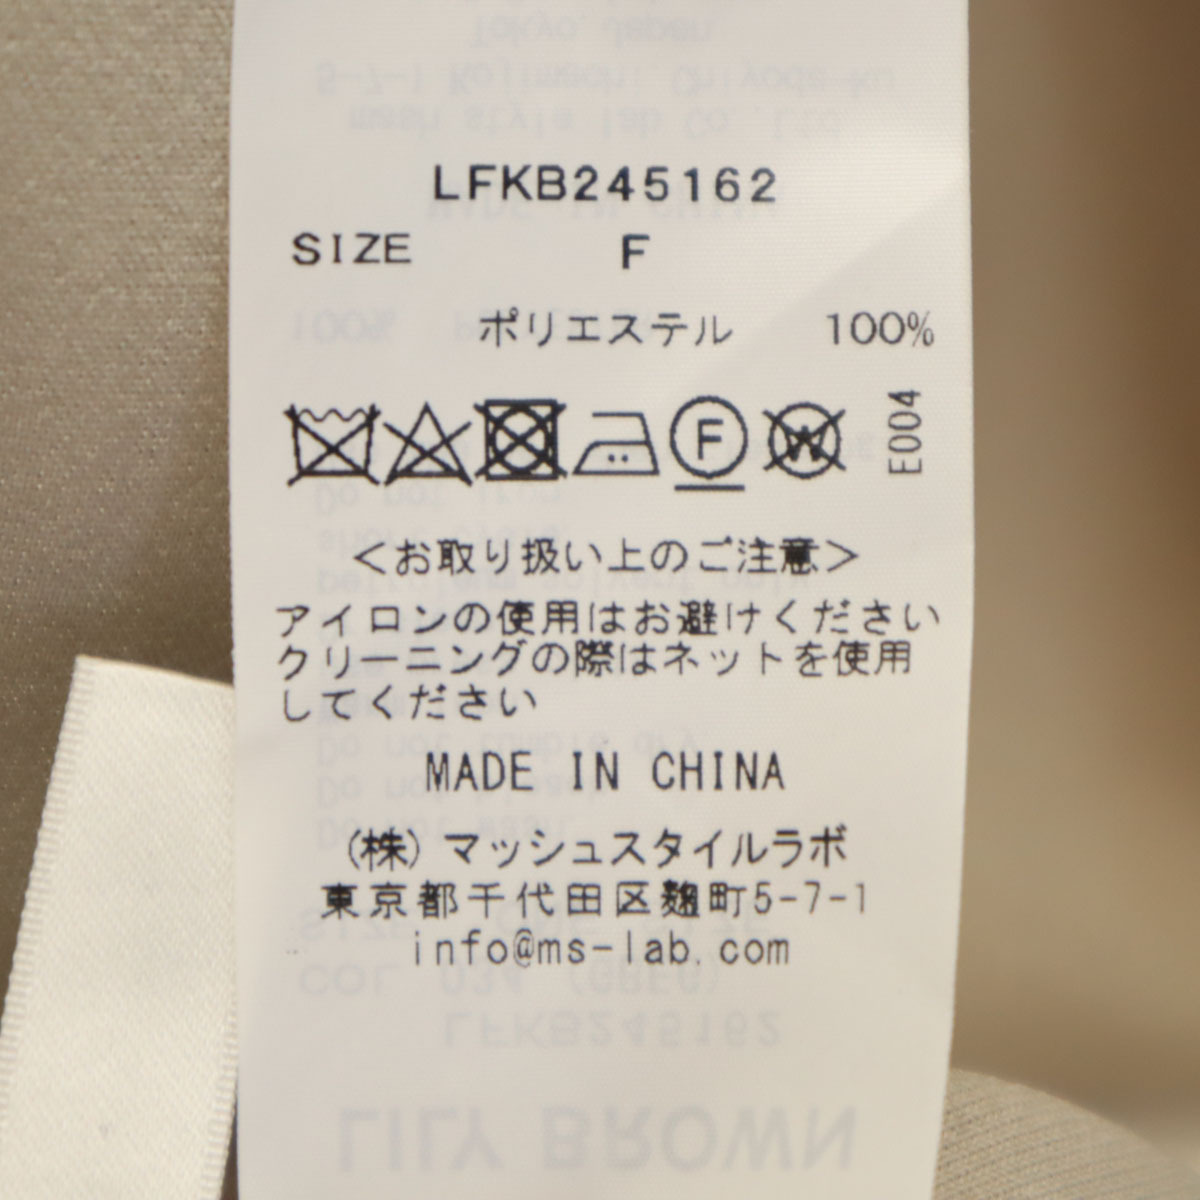 LFKB245162
SIZE F
ポリエステル 100%
F W E004
<お取り扱い上のご注意>
アイロンの使用はお避けください
クリーニングの際はネットを使用
してください
MADE IN CHINA
(株)マッシュスタイルラボ
東京都千代田区麹町5-7-1
info@ms-lab.com